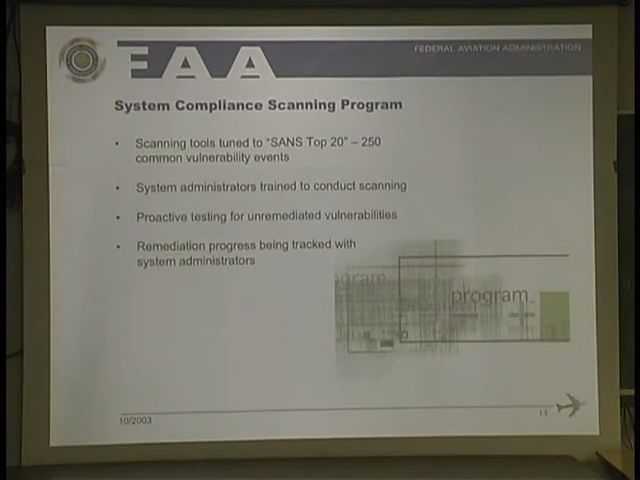 FAA
FEDERAL AVIATION ADMINISTRATION
System Compliance Scanning Program
• Scanning tools tuned to "SANS Top 20" – 250
common vulnerability events
• System administrators trained to conduct scanning
• Proactive testing for unremediated vulnerabilities
• Remediation progress being tracked with
system administrators
ogram
program
10/2003